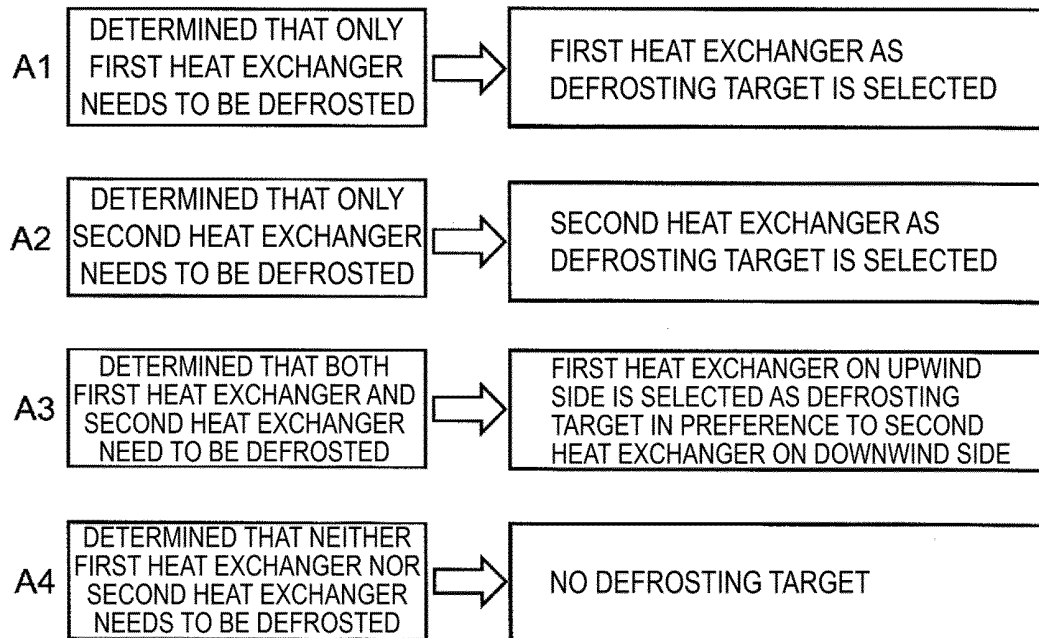 A1
DETERMINED THAT ONLY
FIRST HEAT EXCHANGER
NEEDS TO BE DEFROSTED
FIRST HEAT EXCHANGER AS
DEFROSTING TARGET IS SELECTED
A2
DETERMINED THAT ONLY
SECOND HEAT EXCHANGER
NEEDS TO BE DEFROSTED
SECOND HEAT EXCHANGER AS
DEFROSTING TARGET IS SELECTED
A3
DETERMINED THAT BOTH
FIRST HEAT EXCHANGER AND
SECOND HEAT EXCHANGER
NEED TO BE DEFROSTED
FIRST HEAT EXCHANGER ON UPWIND
SIDE IS SELECTED AS DEFROSTING
TARGET IN PREFERENCE TO SECOND
HEAT EXCHANGER ON DOWNWIND SIDE
A4
DETERMINED THAT NEITHER
FIRST HEAT EXCHANGER NOR
SECOND HEAT EXCHANGER
NEEDS TO BE DEFROSTED
NO DEFROSTING TARGET